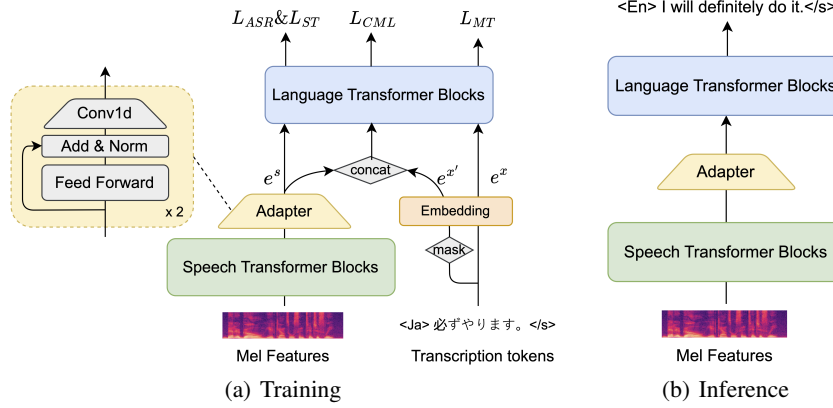 <En> I will definitely do it.</s>
L_ASR&L_ST
L_CML
L_MT
Language Transformer Blocks
Language Transformer Blocks
Conv1d
Add & Norm
Feed Forward
x 2
e^s
concat
e^x'
e^x
Adapter
Embedding
Adapter
mask
Speech Transformer Blocks
Speech Transformer Blocks
<Ja> 必ずやります。</s>
Mel Features
Transcription tokens
Mel Features
(a) Training
(b) Inference